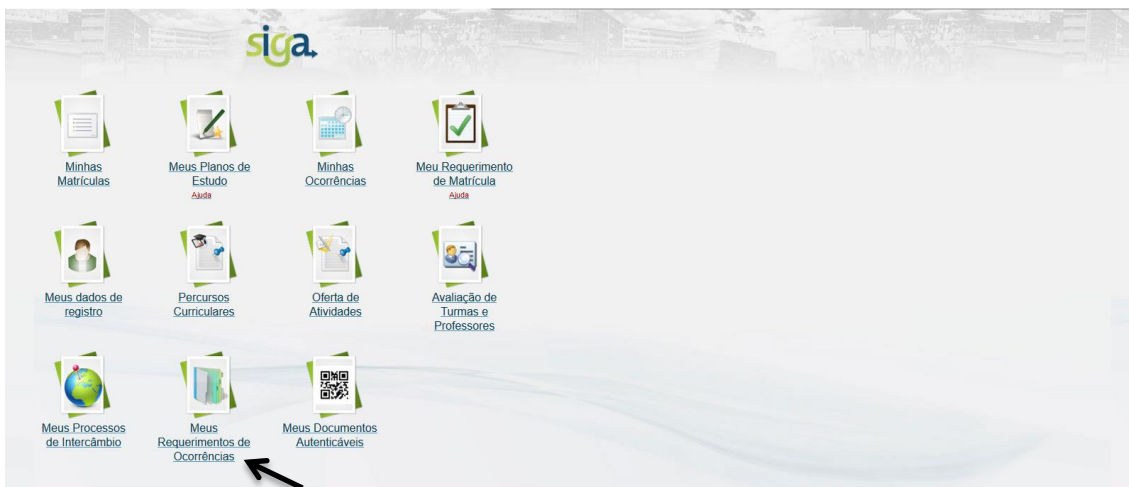 siga
Minhas
Matrículas
Meus Planos de
Estudo
Ajuda
Minhas
Ocorrências
Meu Requerimento
de Matrícula
Ajuda
Meus dados de
registro
Percursos
Curriculares
Oferta de
Atividades
Avaliação de
Turmas e
Professores
Meus Processos
de Intercâmbio
Meus
Requerimentos de
Ocorrências
Meus Documentos
Autenticáveis